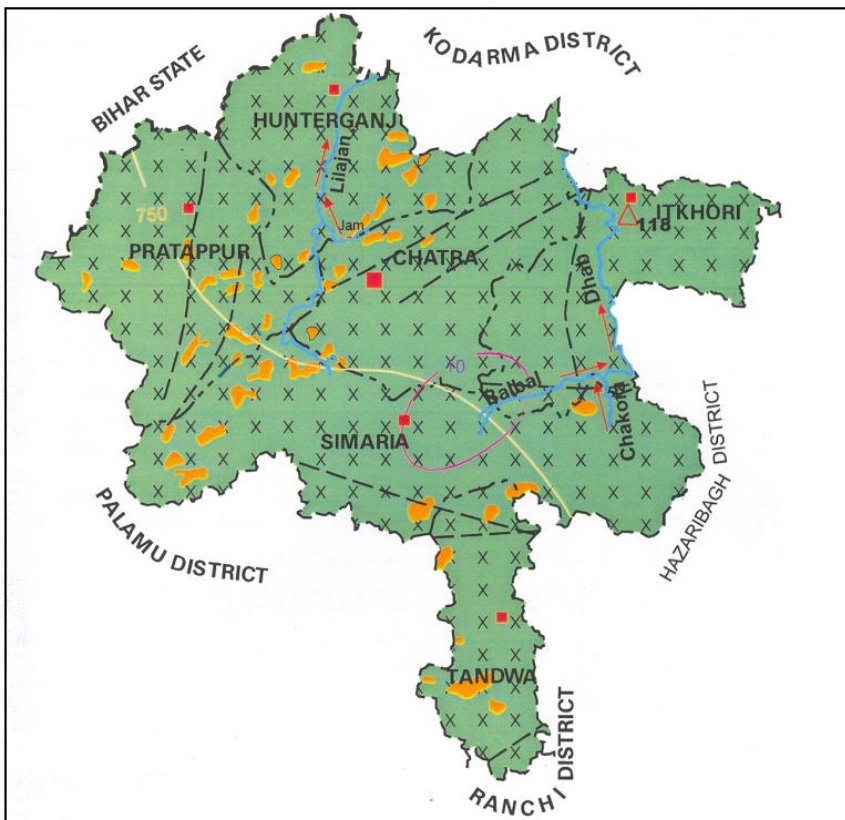 KODARMA DISTRICT
BIHAR STATE
HUNTERGANJ
Lilajan
750
ITKHORI
118
Jam
PRATAPPUR
CHATRA
Dhab
10
Balbal
SIMARIA
Chakora
HAZARIBAGH DISTRICT
PALAMU DISTRICT
TANDWA
RANCHI DISTRICT